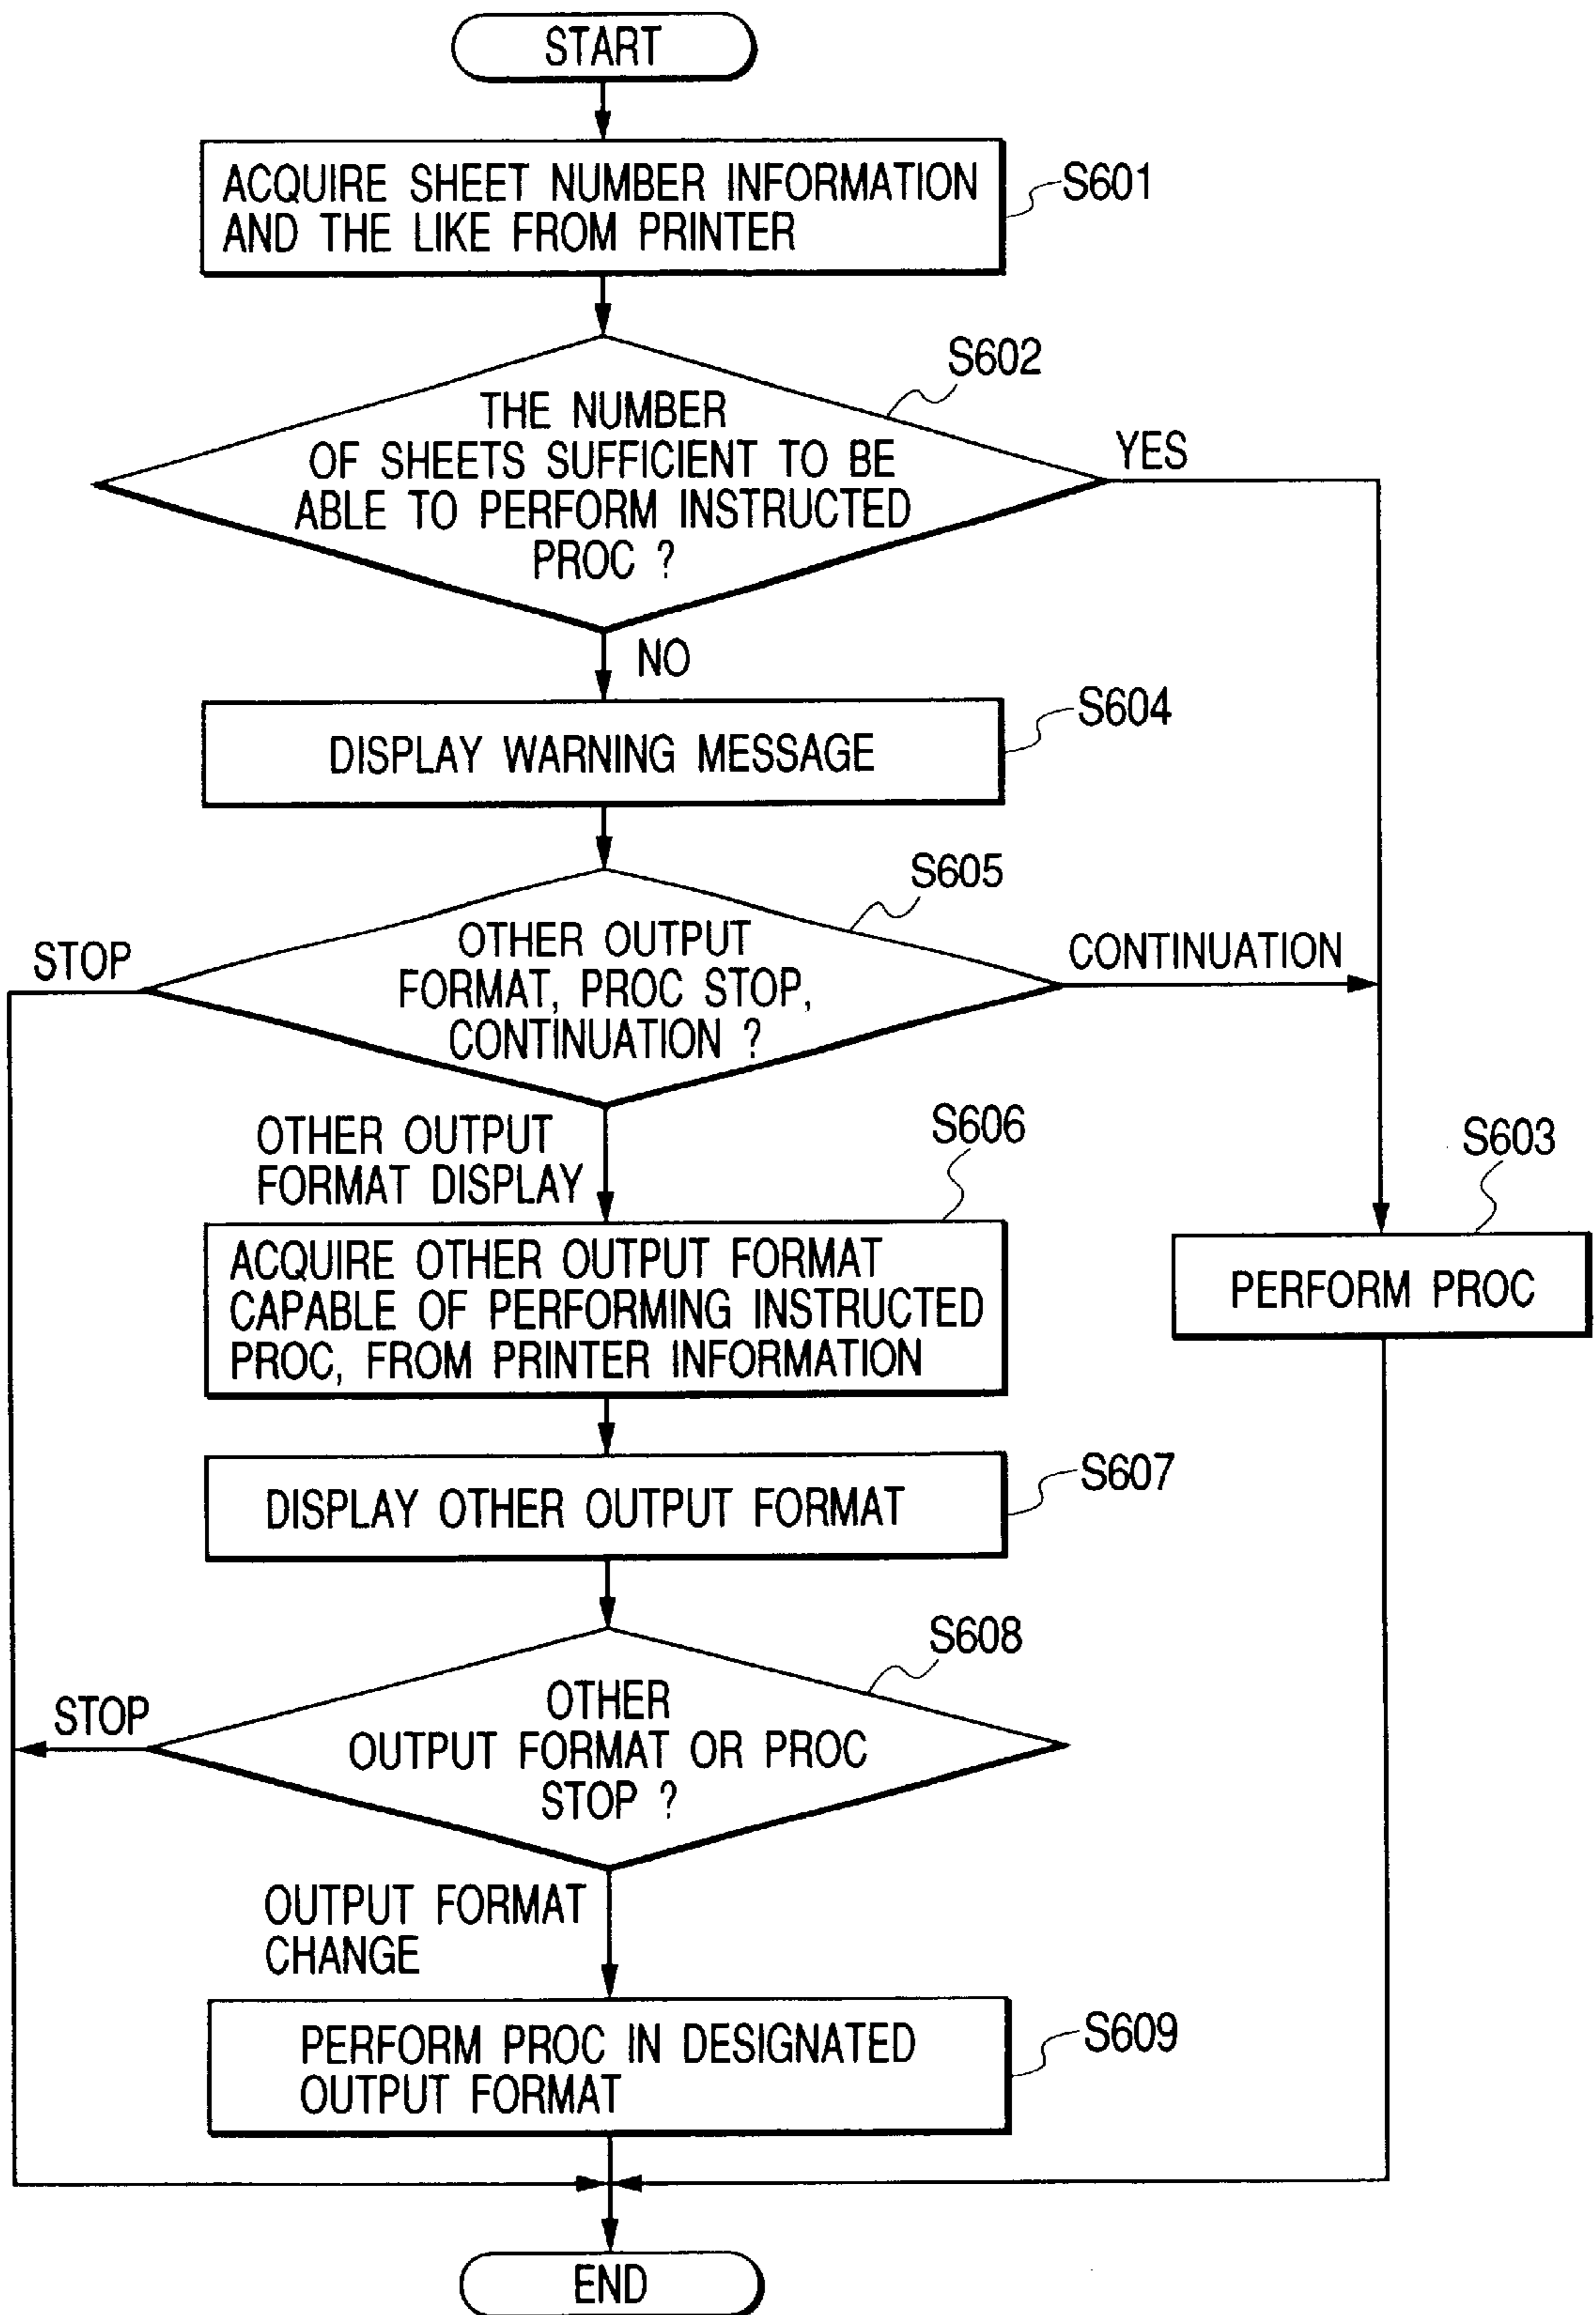 START
ACQUIRE SHEET NUMBER INFORMATION
AND THE LIKE FROM PRINTER
S601
S602
THE NUMBER
OF SHEETS SUFFICIENT TO BE
ABLE TO PERFORM INSTRUCTED
PROC ?
YES
NO
S604
DISPLAY WARNING MESSAGE
S605
STOP
OTHER OUTPUT
FORMAT, PROC STOP,
CONTINUATION ?
CONTINUATION
OTHER OUTPUT
FORMAT DISPLAY
S606
S603
ACQUIRE OTHER OUTPUT FORMAT
CAPABLE OF PERFORMING INSTRUCTED
PROC, FROM PRINTER INFORMATION
PERFORM PROC
S607
DISPLAY OTHER OUTPUT FORMAT
S608
STOP
OTHER
OUTPUT FORMAT OR PROC
STOP ?
OUTPUT FORMAT
CHANGE
S609
PERFORM PROC IN DESIGNATED
OUTPUT FORMAT
END